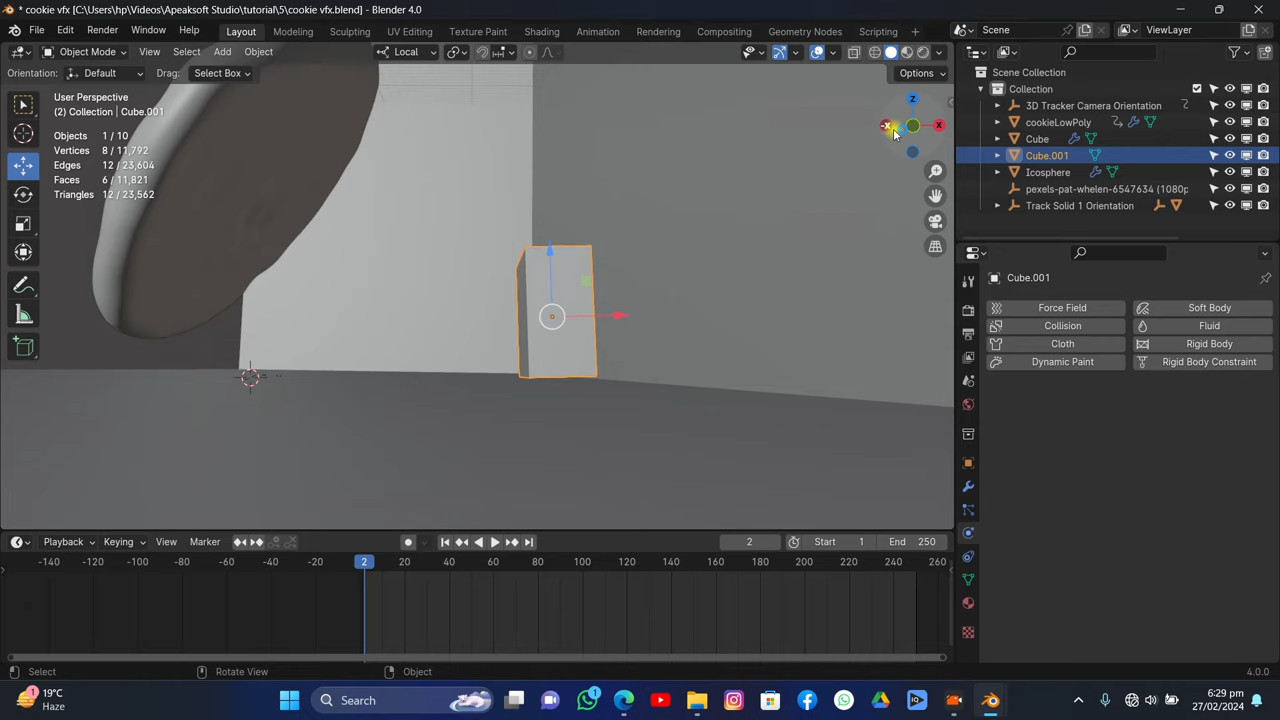 * cookie vfx [C:\Users\hp\Videos\Apeaksoft Studio\tutorial\5\cookie vfx.blend] - Blender 4.0
File Edit Render Window Help Layout Modeling Sculpting UV Editing Texture Paint Shading Animation Rendering Compositing Geometry Nodes Scripting Scene ViewLayer
Object Mode View Select Add Object Local
Orientation: Default Drag: Select Box Options
User Perspective
(2) Collection | Cube.001
Objects 1 / 10
Vertices 8 / 11,792
Edges 12 / 23,604
Faces 6 / 11,821
Triangles 12 / 23,562
Z
-X
X
Scene Collection
Collection
3D Tracker Camera Orientation
cookieLowPoly
Cube
Cube.001
Icosphere
pexels-pat-whelen-6547634 (1080p
Track Solid 1 Orientation
Cube.001
Force Field Soft Body
Collision Fluid
Cloth Rigid Body
Dynamic Paint Rigid Body Constraint
Playback Keying View Marker 2 Start 1 End 250
-140 -120 -100 -80 -60 -40 -20 2 20 40 60 80 100 120 140 160 180 200 220 240 260
Select Rotate View Object 4.0.0
1 19°C Haze Search 1 6:29 pm
27/02/2024